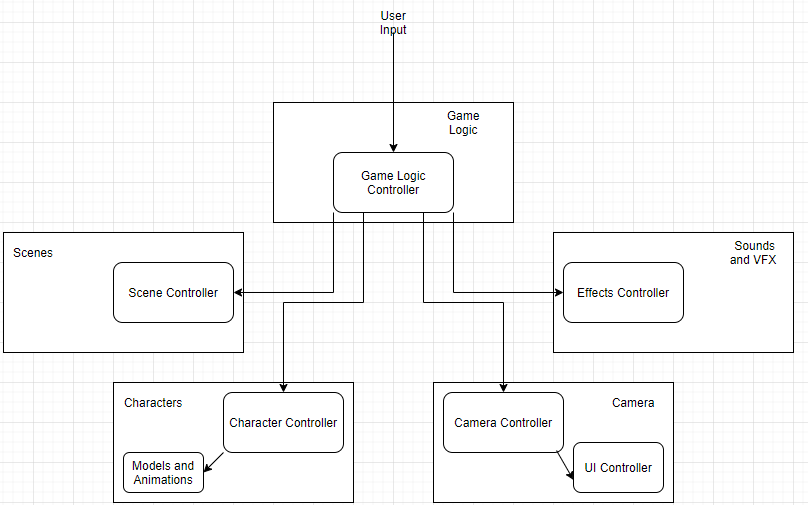 User
Input
Game
Logic
Game Logic
Controller
Scenes
Scene Controller
Sounds
and VFX
Effects Controller
Characters
Character Controller
Models and
Animations
Camera
Camera Controller
UI Controller